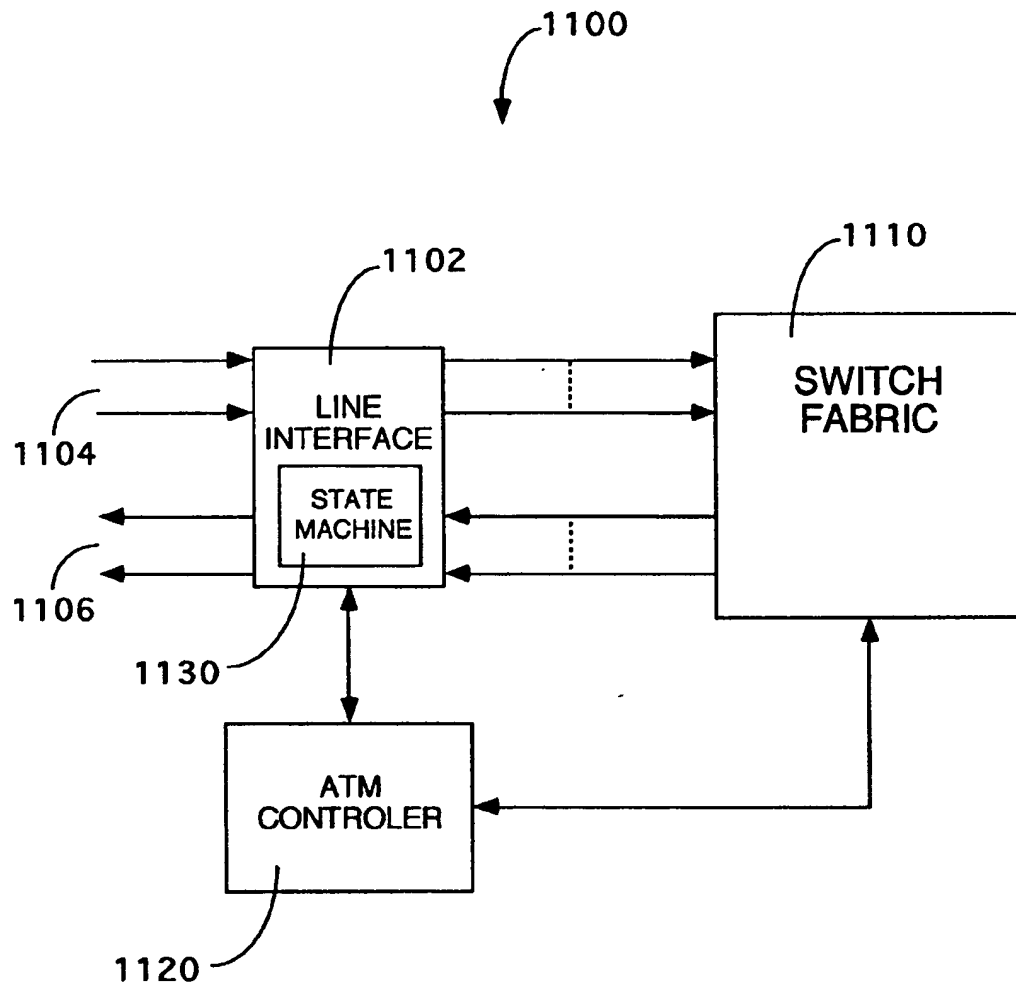 1100
1110
1102
SWITCH
FABRIC
LINE
INTERFACE
1104
STATE
MACHINE
1106
1130
ATM
CONTROLER
1120